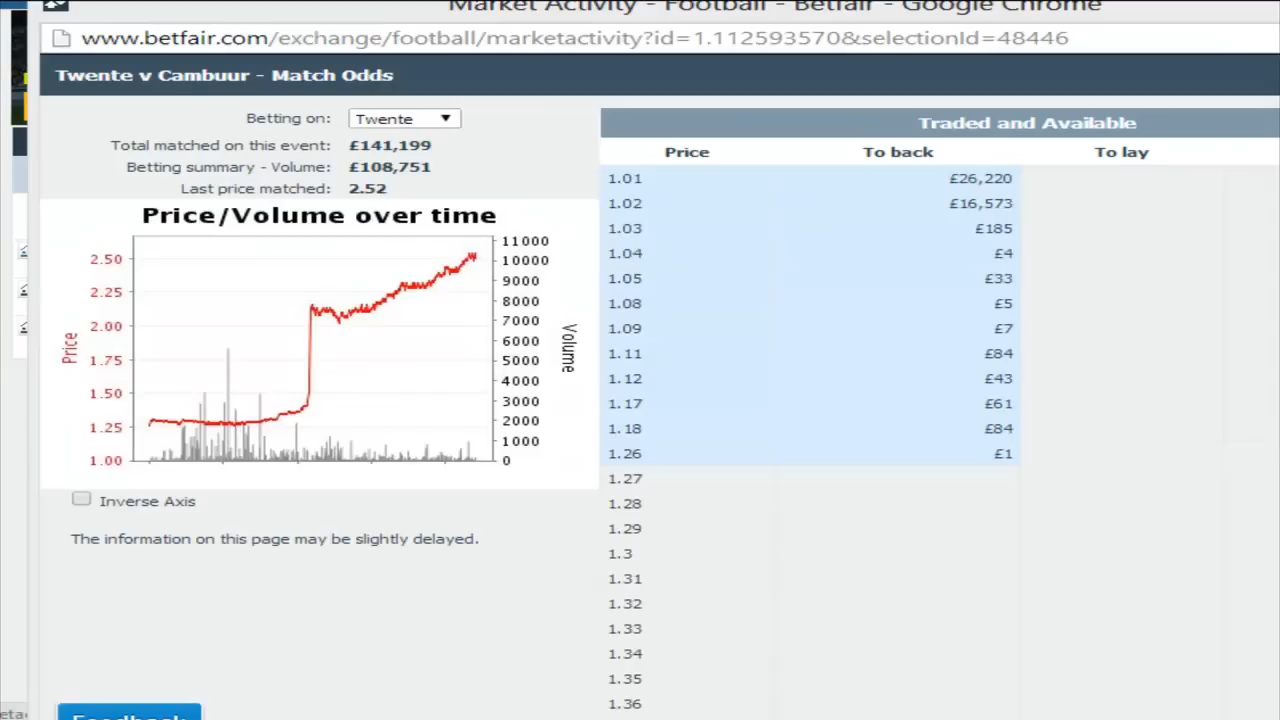 Market Activity - Football - Betfair - Google Chrome
www.betfair.com/exchange/football/marketactivity?id=1.112593570&selectionId=48446
Twente v Cambuur - Match Odds
Betting on: Twente
Total matched on this event: £141,199
Betting summary - Volume: £108,751
Last price matched: 2.52
Price/Volume over time
2.50
2.25
2.00
1.75
1.50
1.25
1.00
Price
11000
10000
9000
8000
7000
6000
5000
4000
3000
2000
1000
0
Volume
Inverse Axis
The information on this page may be slightly delayed.
Feedback
Traded and Available
Price To back To lay
1.01 £26,220
1.02 £16,573
1.03 £185
1.04 £4
1.05 £33
1.08 £5
1.09 £7
1.11 £84
1.12 £43
1.17 £61
1.18 £84
1.26 £1
1.27
1.28
1.29
1.3
1.31
1.32
1.33
1.34
1.35
1.36